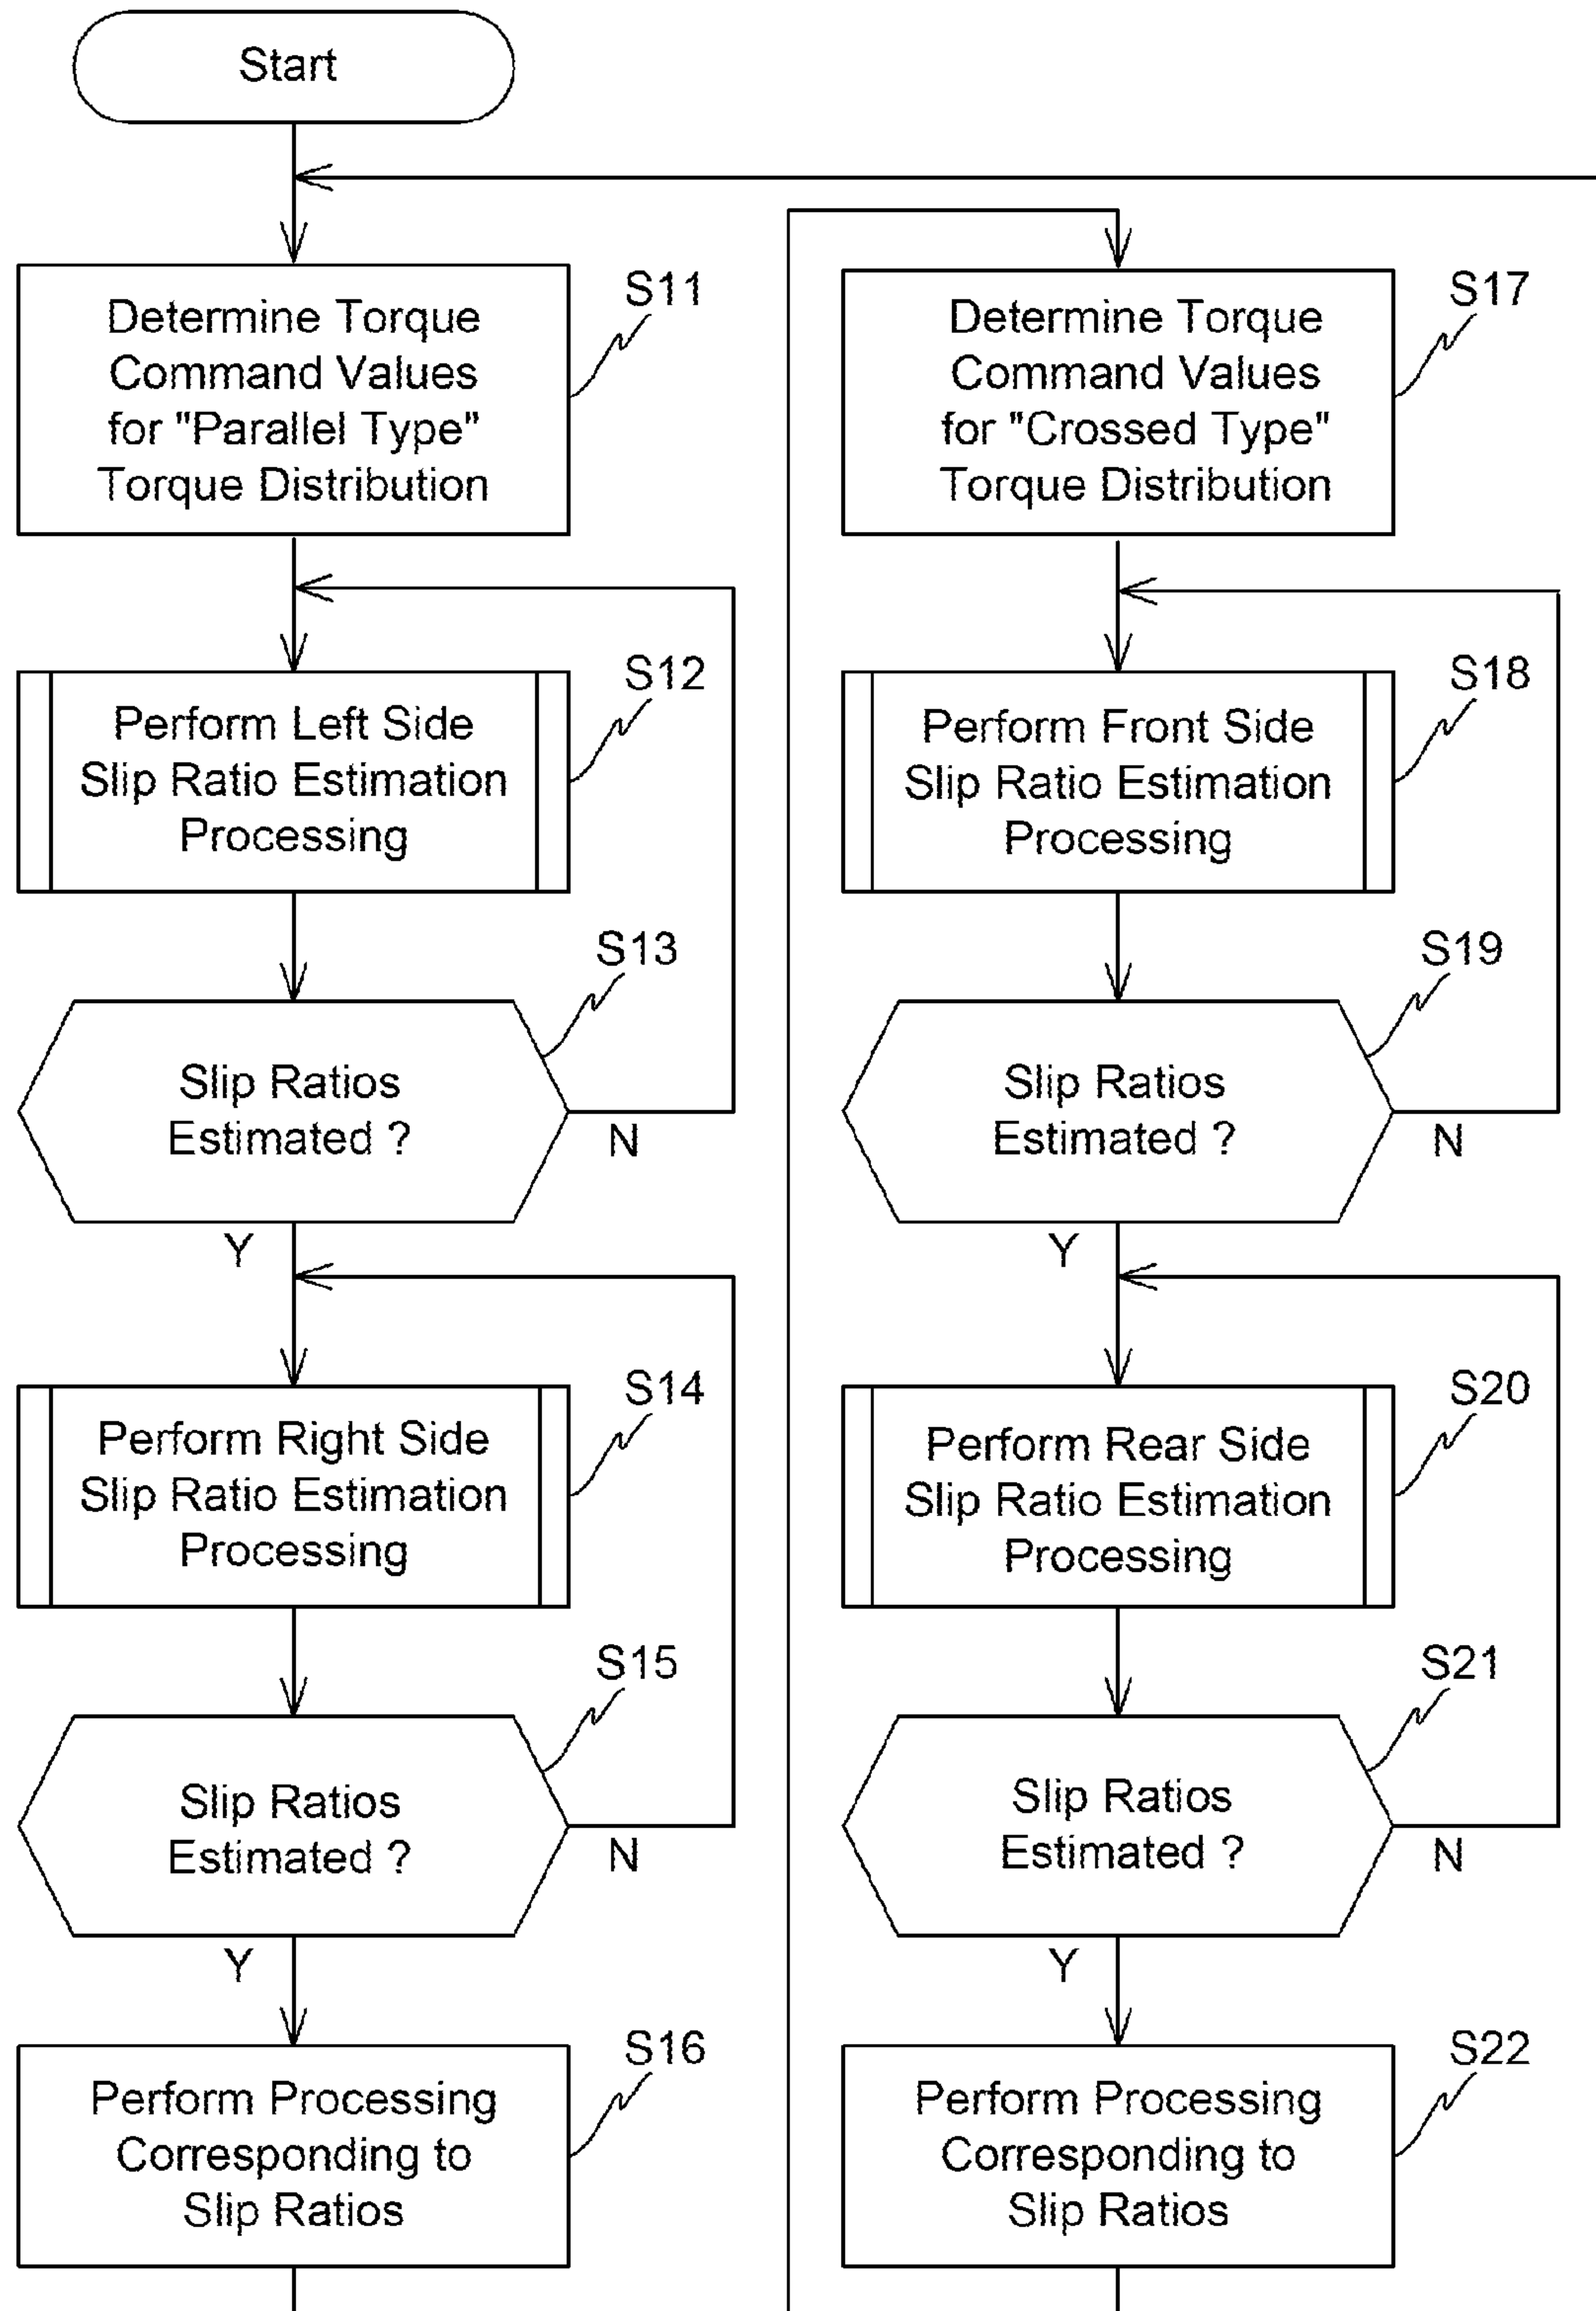 Start
Determine Torque
Command Values
for "Parallel Type"
Torque Distribution
S11
Perform Left Side
Slip Ratio Estimation
Processing
S12
Slip Ratios
Estimated ?
S13
N
Y
Perform Right Side
Slip Ratio Estimation
Processing
S14
Slip Ratios
Estimated ?
S15
N
Y
Perform Processing
Corresponding to
Slip Ratios
S16
Determine Torque
Command Values
for "Crossed Type"
Torque Distribution
S17
Perform Front Side
Slip Ratio Estimation
Processing
S18
Slip Ratios
Estimated ?
S19
N
Y
Perform Rear Side
Slip Ratio Estimation
Processing
S20
Slip Ratios
Estimated ?
S21
N
Y
Perform Processing
Corresponding to
Slip Ratios
S22